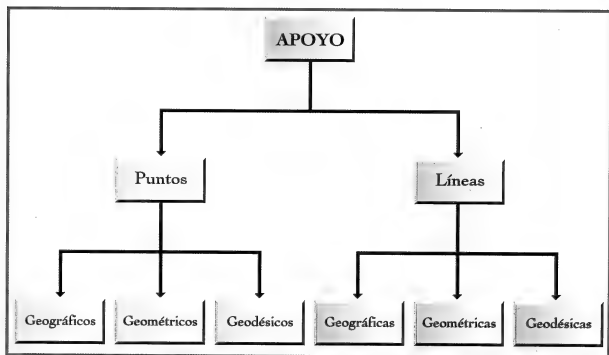 APOYO
Puntos
Líneas
Geográficos
Geométricos
Geodésicos
Geográficas
Geométricas
Geodésicas